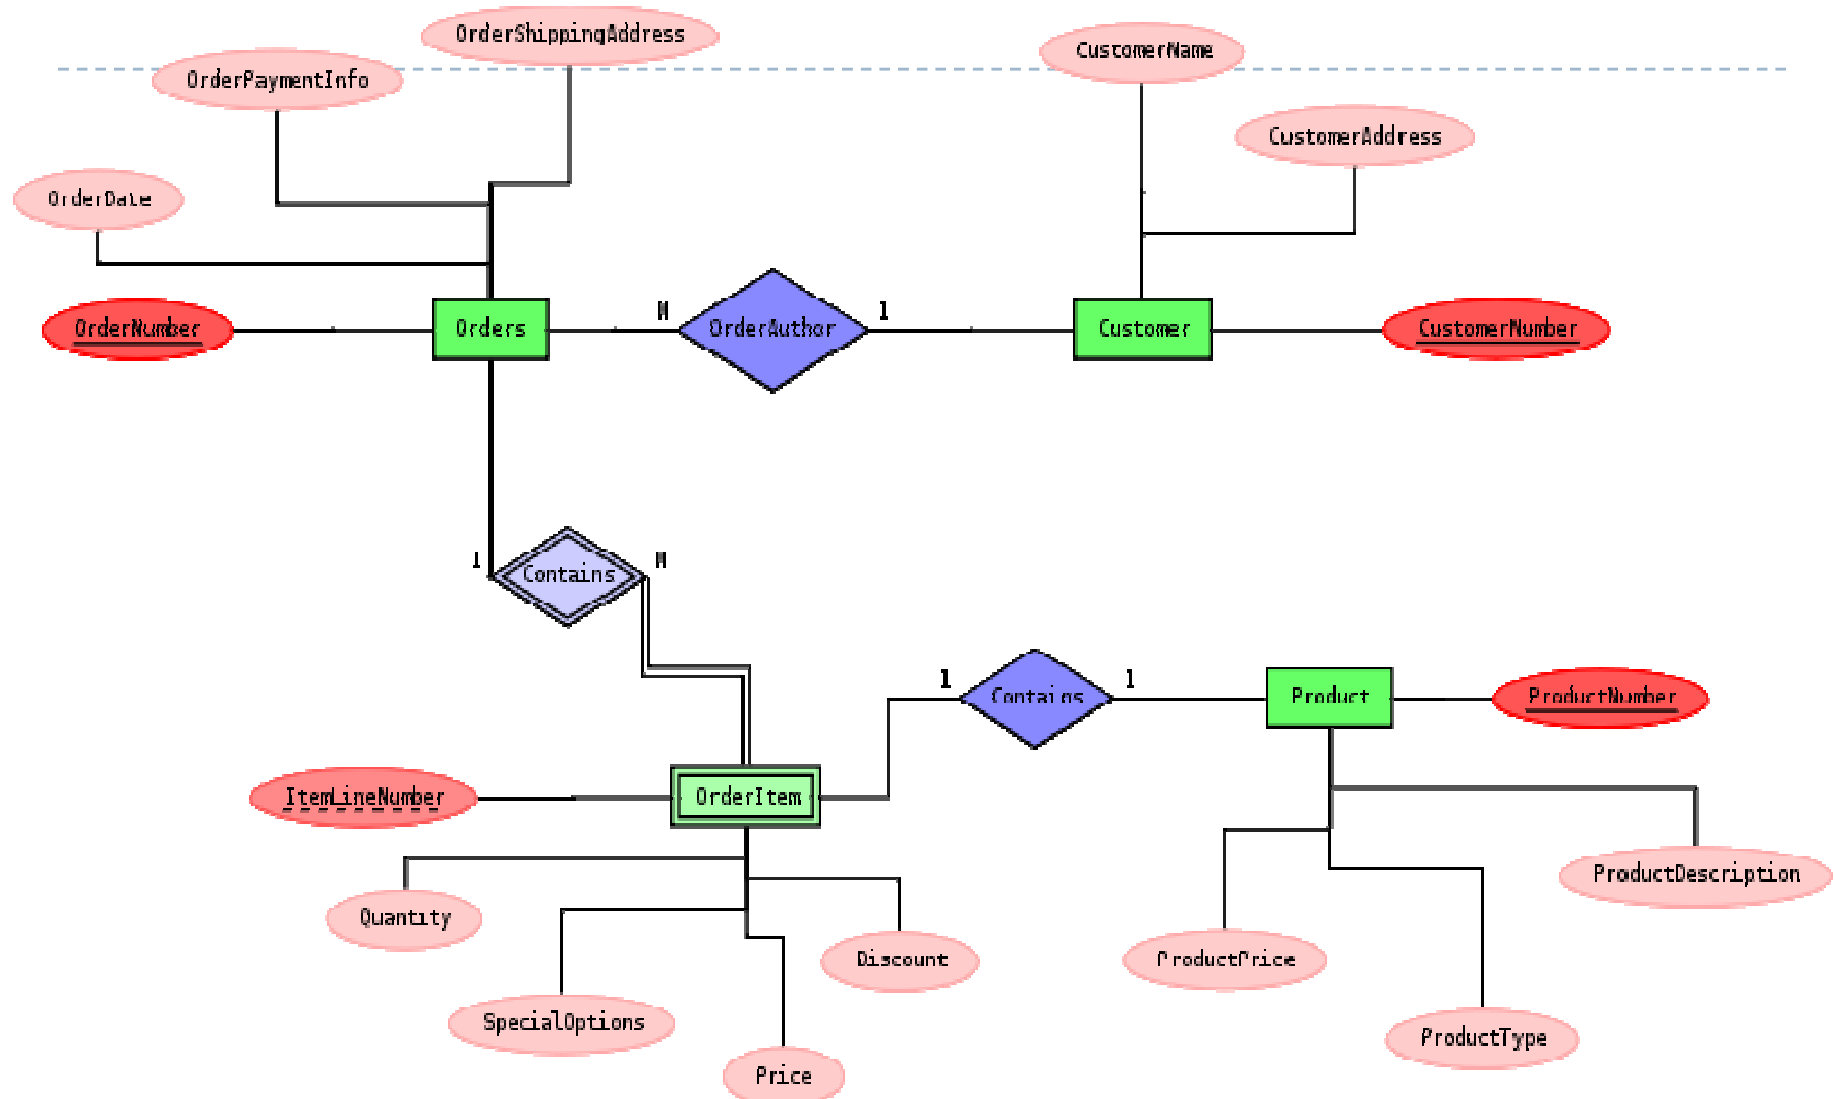 OrderShippingAddress
CustomerName
OrderPaymentInfo
CustomerAddress
OrderDate
OrderNumber
Orders
N
OrderAuthor
1
Customer
CustomerNumber
1
Contains
N
1
Contains
1
Product
ProductNumber
ItemLineNumber
OrderItem
ProductDescription
Quantity
Discount
ProductPrice
SpecialOptions
ProductType
Price